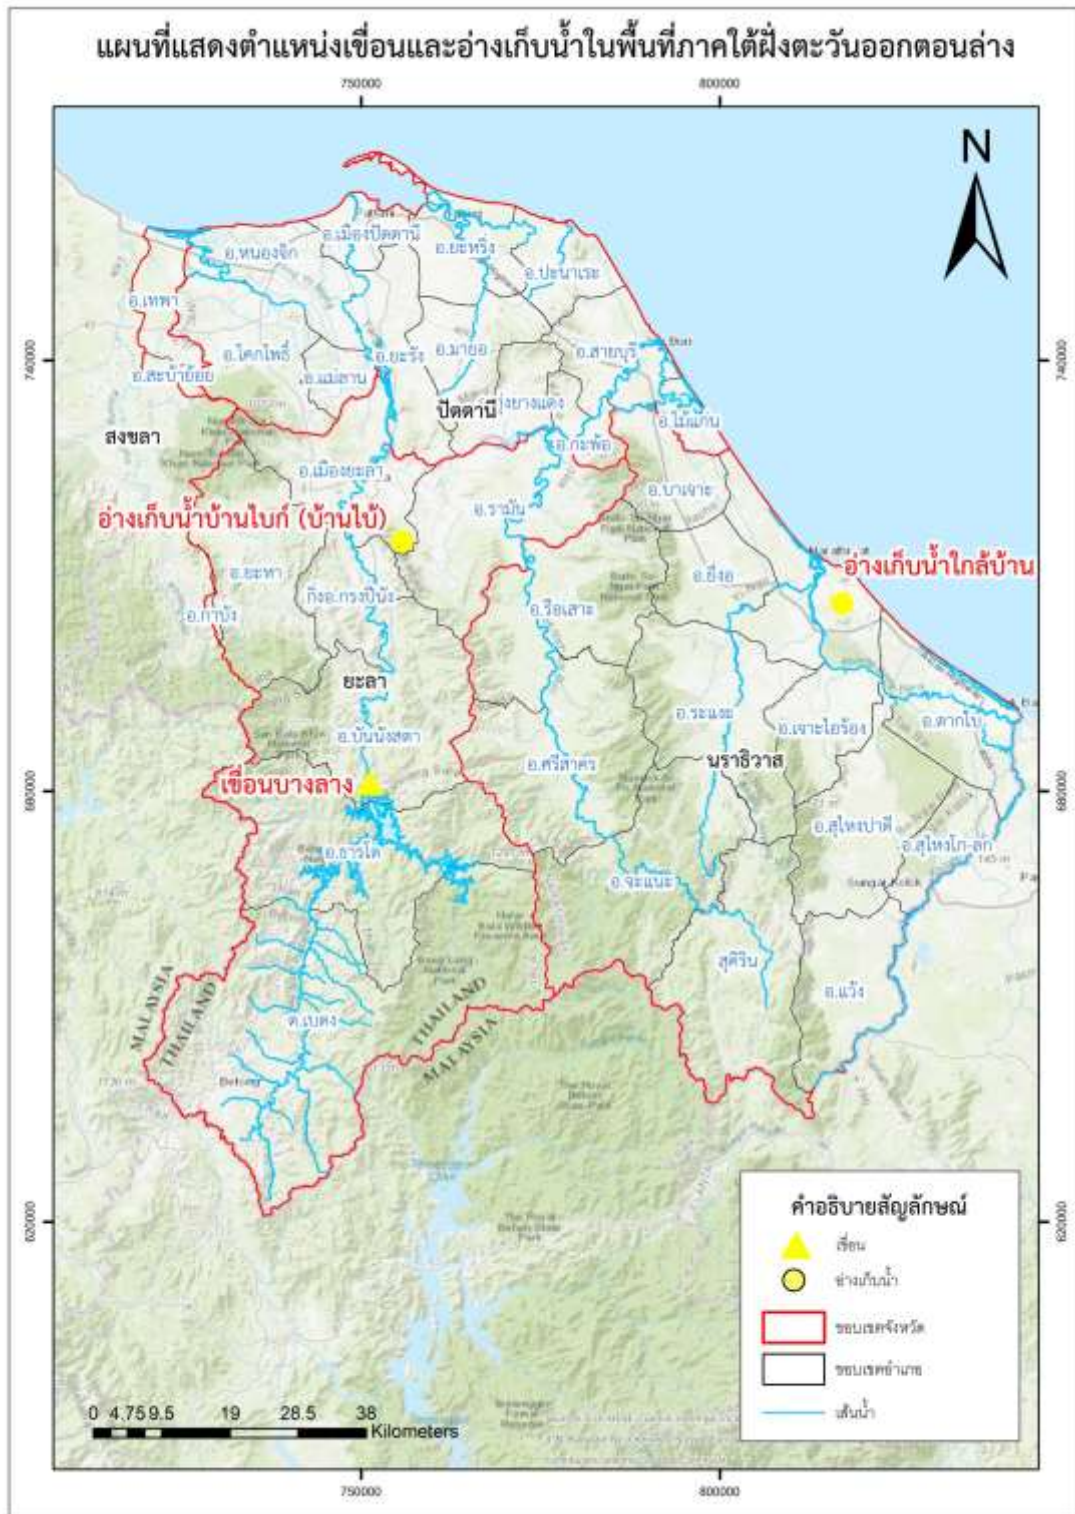 แผนที่แสดงตำแหน่งเขื่อนและอ่างเก็บน้ำในพื้นที่ภาคใต้ฝั่งตะวันออกตอนล่าง
750000 800000
N
อ.เมืองปัตตานี
อ.หนองจิก
อ.ยะหริ่ง
อ.ปะนาเระ
อ.เทพา
740000 740000
อ.โคกโพธิ์
อ.ยะรัง
อ.มายอ
อ.สายบุรี
อ.สะบ้าย้อย
อ.แม่ลาน
ปัตตานี
อ.ไม้แก่น
สงขลา
อ.กะพ้อ
อ.เมืองยะลา
อ.บาเจาะ
อ.รามัน
อ่างเก็บน้ำบ้านไบก์ (บ้านไบ้)
อ่างเก็บน้ำใกล้บ้าน
อ.ยะหา
อ.ยี่งอ
กิ่งอ.กรงปินัง
อ.กาบัง
อ.รือเสาะ
ยะลา
อ.ระแงะ
อ.ตากใบ
อ.บันนังสตา
อ.เจาะไอร้อง
นราธิวาส
อ.ศรีสาคร
เขื่อนบางลาง
680000 680000
อ.สุไหงปาดี
อ.สุไหงโก-ลก
อ.ธารโต
อ.จะแนะ
Sungai Kolok
สุคิริน
อ.แว้ง
MALAYSIA
THAILAND
THAILAND
MALAYSIA
อ.เบตง
Betong
620000 620000
คำอธิบายสัญลักษณ์
เขื่อน
อ่างเก็บน้ำ
ขอบเขตจังหวัด
ขอบเขตอำเภอ
เส้นน้ำ
0 4.75 9.5 19 28.5 38
Kilometers
750000 800000